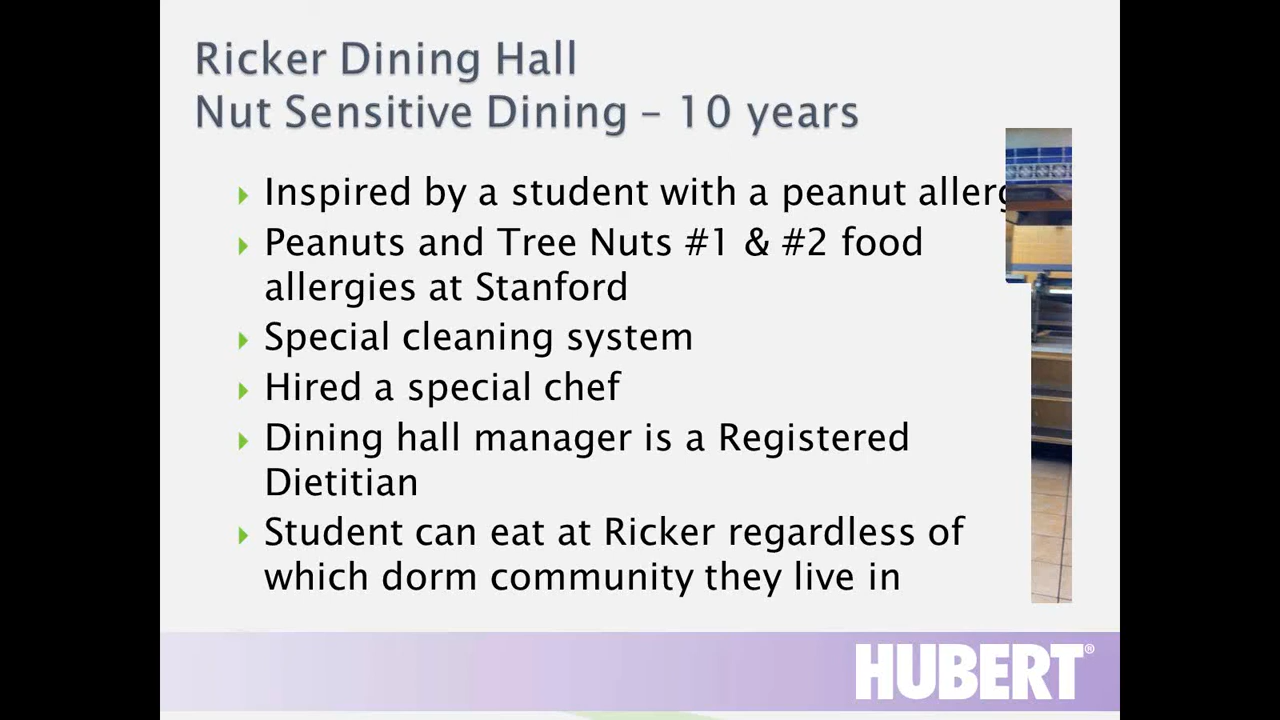 Ricker Dining Hall
Nut Sensitive Dining – 10 years
Inspired by a student with a peanut allerg
Peanuts and Tree Nuts #1 & #2 food
allergies at Stanford
Special cleaning system
Hired a special chef
Dining hall manager is a Registered
Dietitian
Student can eat at Ricker regardless of
which dorm community they live in
HUBERT®